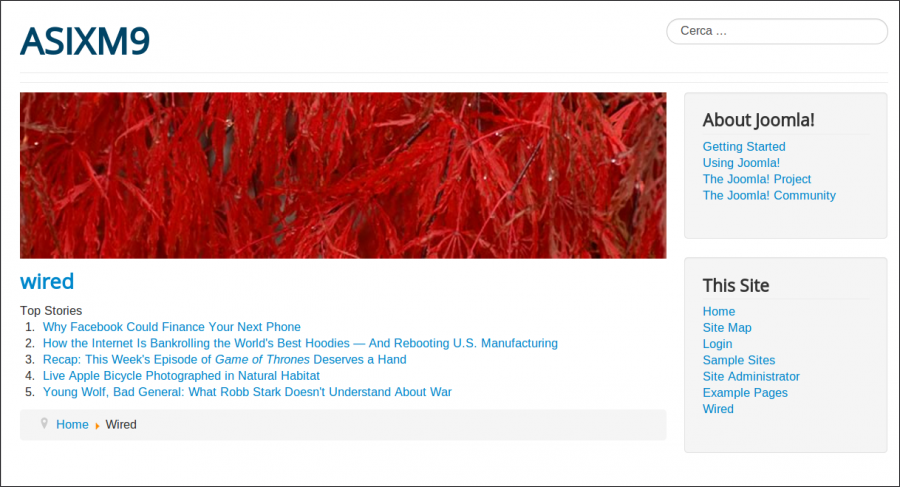 ASIXM9
Cerca ...
About Joomla!
Getting Started
Using Joomla!
The Joomla! Project
The Joomla! Community
wired
Top Stories
1. Why Facebook Could Finance Your Next Phone
2. How the Internet Is Bankrolling the World's Best Hoodies — And Rebooting U.S. Manufacturing
3. Recap: This Week's Episode of Game of Thrones Deserves a Hand
4. Live Apple Bicycle Photographed in Natural Habitat
5. Young Wolf, Bad General: What Robb Stark Doesn't Understand About War
Home Wired
This Site
Home
Site Map
Login
Sample Sites
Site Administrator
Example Pages
Wired